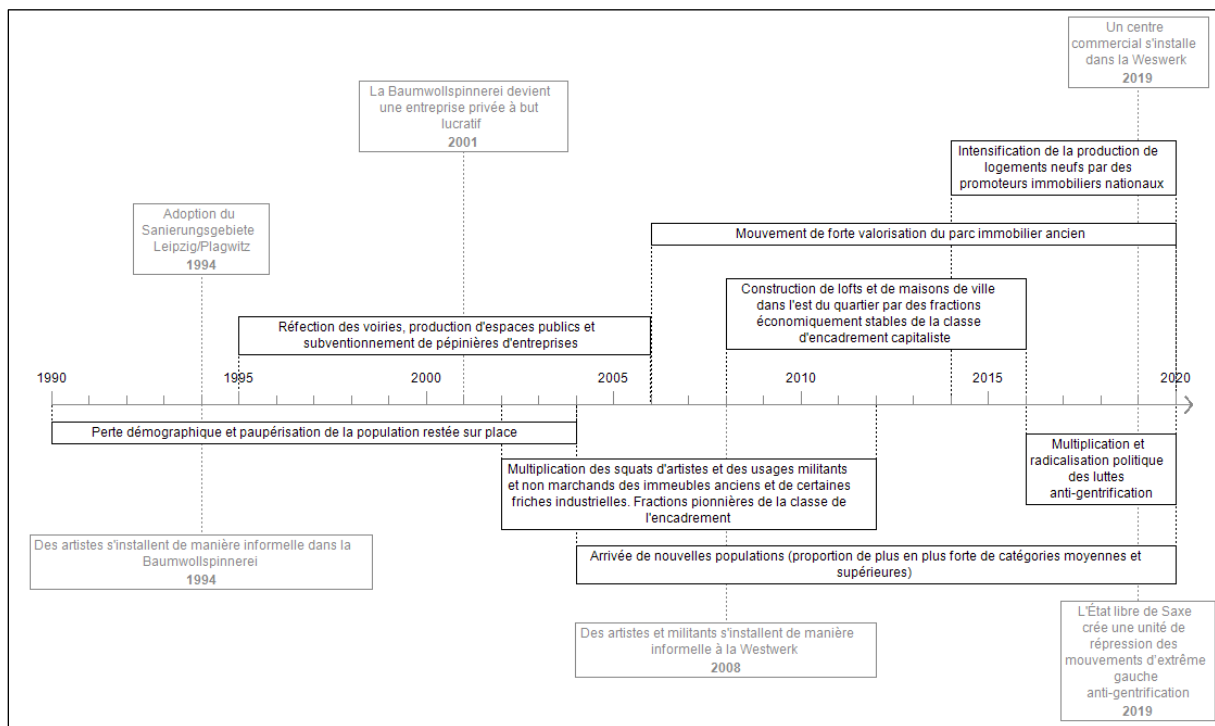 Un centre
commercial s'installe
dans la Weswerk
2019
La Baumwollspinnerei devient
une entreprise privée à but
lucratif
2001
Intensification de la production de
logements neufs par des
promoteurs immobiliers nationaux
Adoption du
Sanierungsgebiete
Leipzig/Plagwitz
1994
Mouvement de forte valorisation du parc immobilier ancien
Construction de lofts et de maisons de ville
dans l'est du quartier par des fractions
économiquement stables de la classe
d'encadrement capitaliste
Réfection des voiries, production d'espaces publics et
subventionnement de pépinières d'entreprises
1990 1995 2000 2005 2010 2015 2020
Perte démographique et paupérisation de la population restée sur place
Multiplication des squats d'artistes et des usages militants
et non marchands des immeubles anciens et de certaines
friches industrielles. Fractions pionnières de la classe de
l'encadrement
Multiplication et
radicalisation politique
des luttes
anti-gentrification
Des artistes s'installent de manière informelle dans la
Baumwollspinnerei
1994
Arrivée de nouvelles populations (proportion de plus en plus forte de catégories moyennes et
supérieures)
Des artistes et militants s'installent de manière
informelle à la Westwerk
2008
L'État libre de Saxe
crée une unité de
répression des
mouvements d'extrême
gauche
anti-gentrification
2019